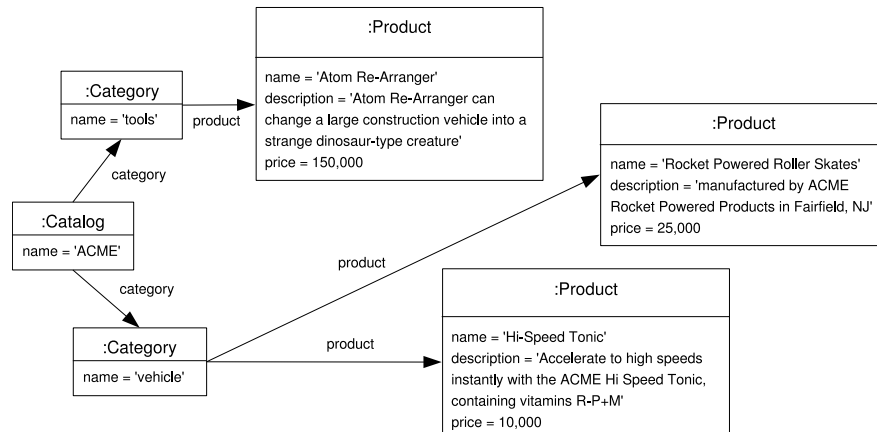 :Product
name = 'Atom Re-Arranger'
description = 'Atom Re-Arranger can
change a large construction vehicle into a
strange dinosaur-type creature'
price = 150,000
:Category
name = 'tools'
product
category
:Catalog
name = 'ACME'
category
:Category
name = 'vehicle'
product
product
:Product
name = 'Rocket Powered Roller Skates'
description = 'manufactured by ACME
Rocket Powered Products in Fairfield, NJ'
price = 25,000
:Product
name = 'Hi-Speed Tonic'
description = 'Accelerate to high speeds
instantly with the ACME Hi Speed Tonic,
containing vitamins R-P+M'
price = 10,000